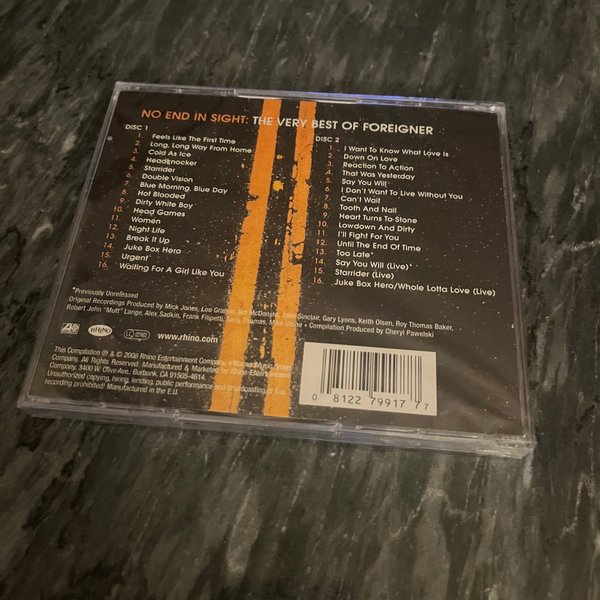 NO END IN SIGHT: THE VERY BEST OF FOREIGNER
DISC 1
1. Feels Like The First Time
2. Long, Long Way From Home
3. Cold As Ice
4. Headknocker
5. Starrider
6. Double Vision
7. Blue Morning, Blue Day
8. Hot Blooded
9. Dirty White Boy
10. Head Games
11. Women
12. Night Life
13. Break It Up
14. Juke Box Hero
15. Urgent
16. Waiting For A Girl Like You
DISC 2
1. I Want To Know What Love Is
2. Down On Love
3. Reaction To Action
4. That Was Yesterday
5. Say You Will
6. I Don't Want To Live Without You
7. Can't Wait
8. Tooth And Nail
9. Heart Turns To Stone
10. Lowdown And Dirty
11. I'll Fight For You
12. Until The End Of Time
13. Too Late*
14. Say You Will (Live)*
15. Starrider (Live)
16. Juke Box Hero/Whole Lotta Love (Live)
*Previously Unreleased
Original Recordings Produced by Mick Jones, Lou Gramm, Ian McDonald, John Sinclair, Gary Lyons, Keith Olsen, Roy Thomas Baker,
Robert John "Mutt" Lange, Alex Sadkin, Frank Filipetti, Terry Thomas, Mike Stone • Compilation Produced by Cheryl Pawelski
RHINO
LC 02982
www.rhino.com
This Compilation ℗ & © 2008 Rhino Entertainment Company, a Warner Music Group
Company. All Rights Reserved. Manufactured & Marketed by Rhino Entertainment
Company, 3400 W. Olive Ave., Burbank, CA 91505-4614.
Unauthorized copying, hiring, lending, public performance and broadcasting of this
recording prohibited! Manufactured in the E.U.
0 81227 99177 7